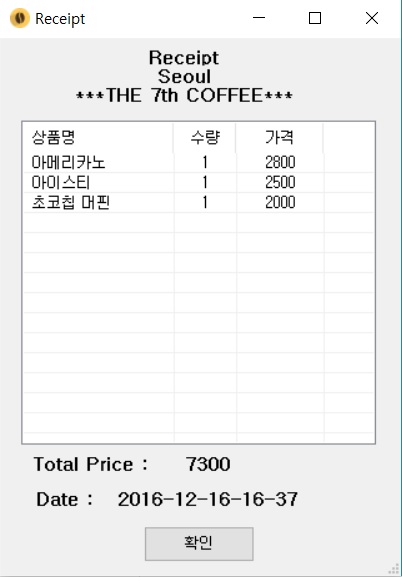 Receipt
Receipt
Seoul
***THE 7th COFFEE***
상품명 수량 가격
아메리카노 1 2800
아이스티 1 2500
초코칩 머핀 1 2000
Total Price : 7300
Date : 2016-12-16-16-37
확인